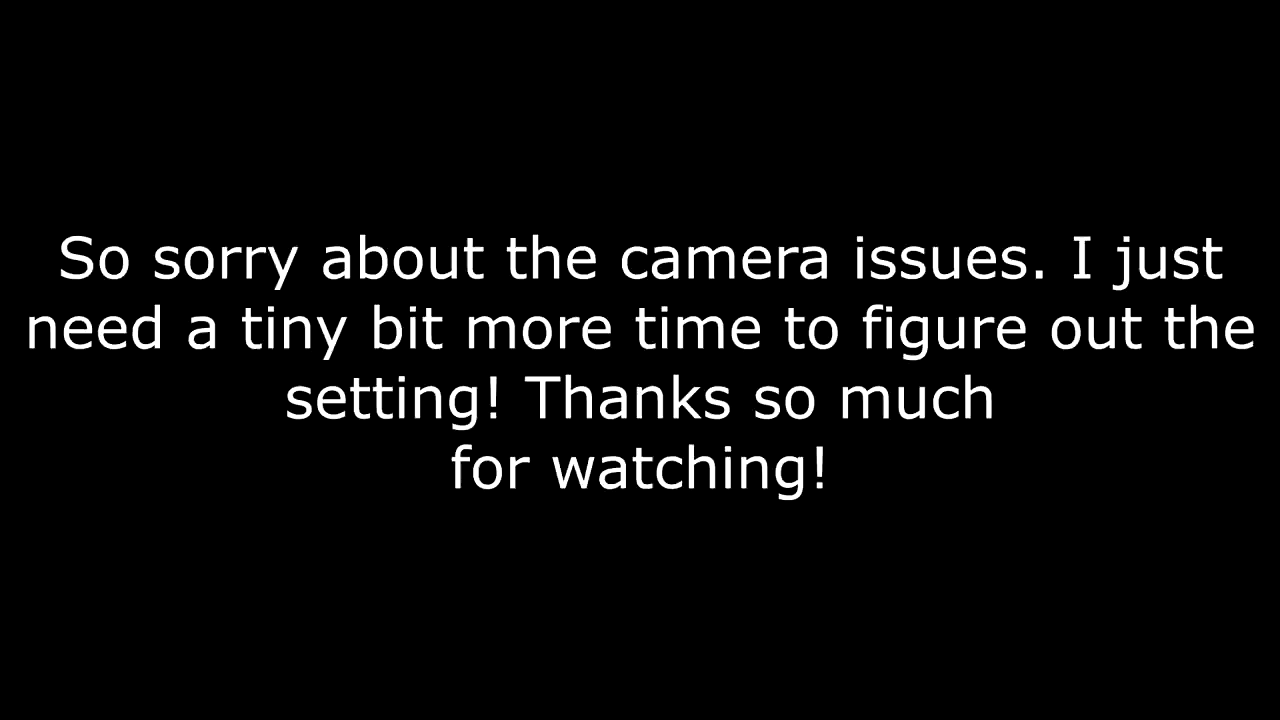 So sorry about the camera issues. I just
need a tiny bit more time to figure out the
setting! Thanks so much
for watching!